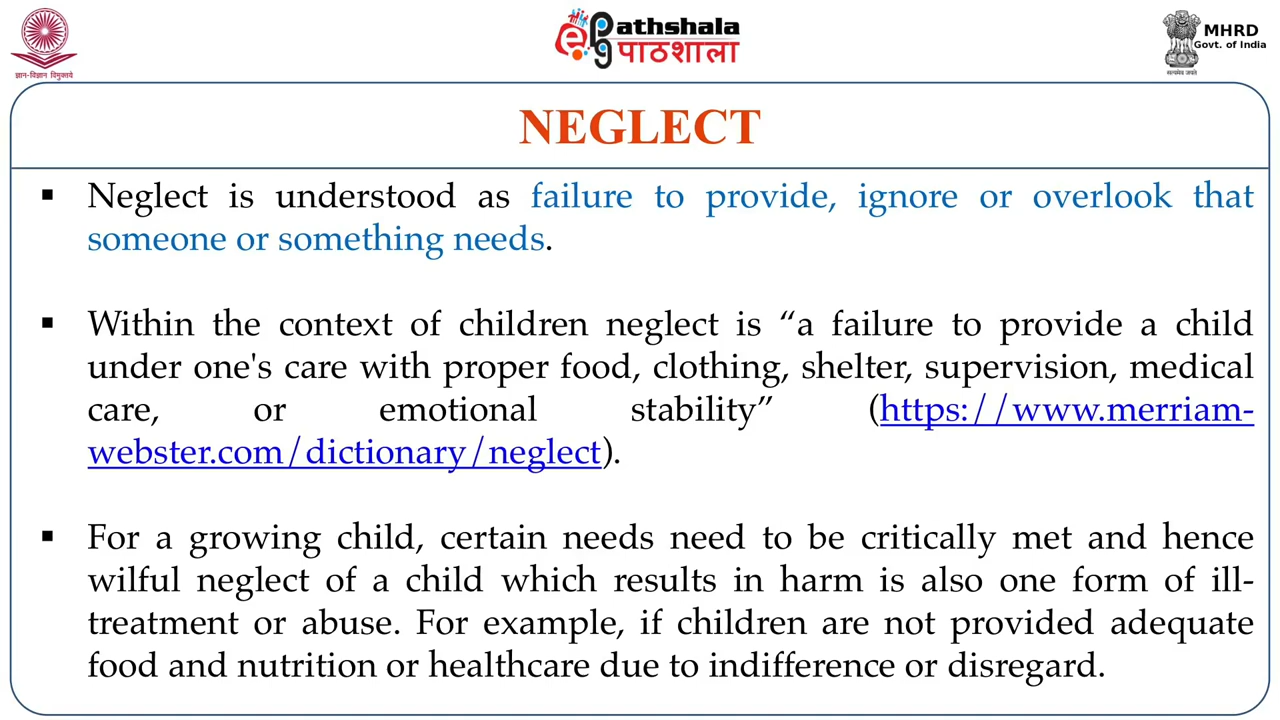 ज्ञान-विज्ञान विमुक्तये
ePathshala
पाठशाला
MHRD
Govt. of India
सत्यमेव जयते
NEGLECT
▪ Neglect is understood as failure to provide, ignore or overlook that
someone or something needs.
▪ Within the context of children neglect is “a failure to provide a child
under one's care with proper food, clothing, shelter, supervision, medical
care, or emotional stability” (https://www.merriam-
webster.com/dictionary/neglect).
▪ For a growing child, certain needs need to be critically met and hence
wilful neglect of a child which results in harm is also one form of ill-
treatment or abuse. For example, if children are not provided adequate
food and nutrition or healthcare due to indifference or disregard.